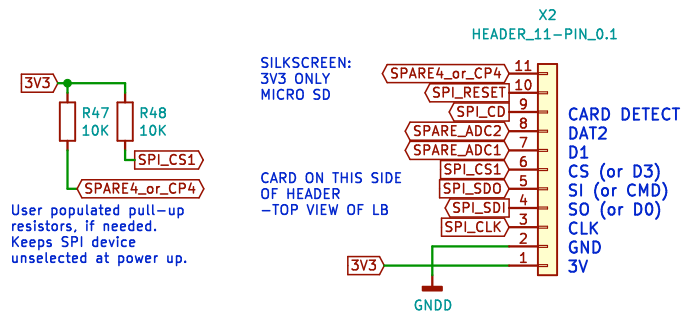 X2
HEADER_11-PIN_0.1
SILKSCREEN:
3V3 ONLY
MICRO SD
3V3
R47
10K
R48
10K
SPI_CS1
SPARE4_or_CP4
User populated pull-up
resistors, if needed.
Keeps SPI device
unselected at power up.
CARD ON THIS SIDE
OF HEADER
-TOP VIEW OF LB
SPARE4_or_CP4 11
SPI_RESET 10
SPI_CD 9 CARD DETECT
SPARE_ADC2 8 DAT2
SPARE_ADC1 7 D1
SPI_CS1 6 CS (or D3)
SPI_SDO 5 SI (or CMD)
SPI_SDI 4 SO (or D0)
SPI_CLK 3 CLK
2 GND
3V3 1 3V
GNDD